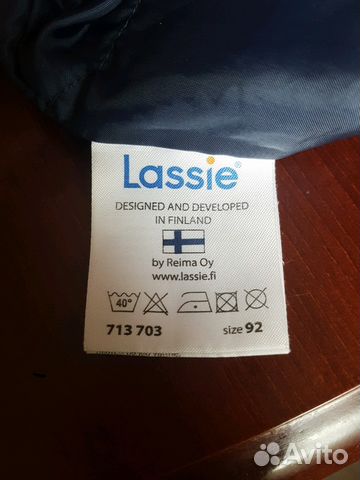 Lassie®
DESIGNED AND DEVELOPED
IN FINLAND
by Reima Oy
www.lassie.fi
40°
713 703 size 92
Avito